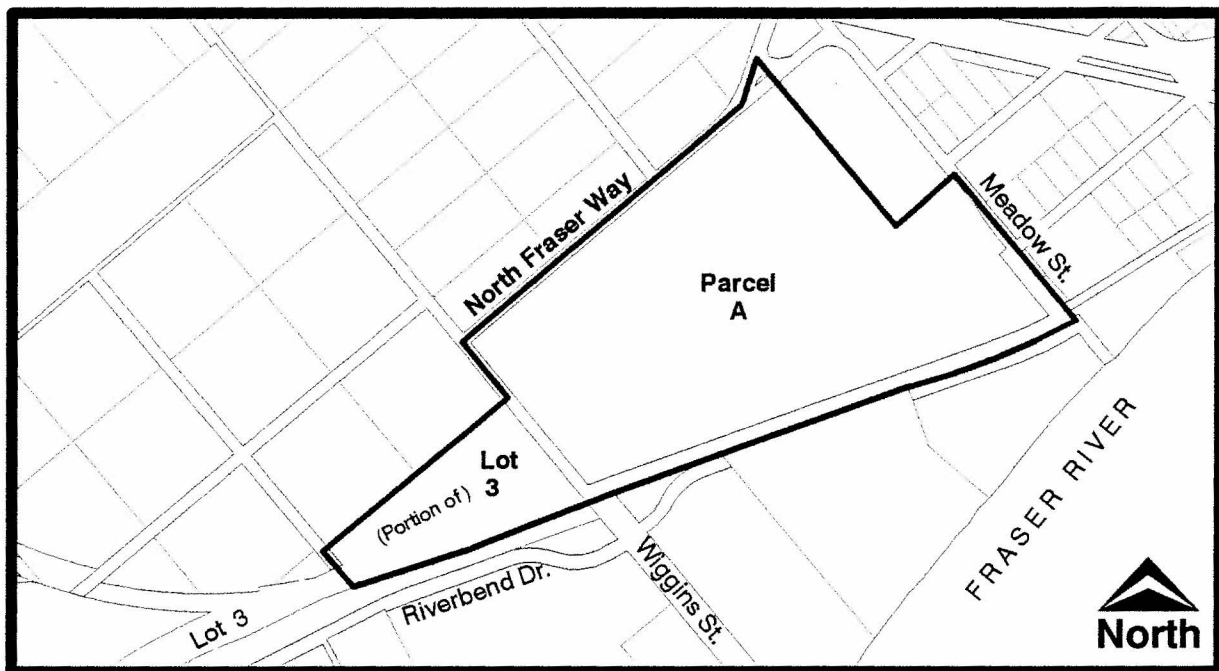 North Fraser Way
Meadow St.
Parcel
A
Lot
3
(Portion of)
Wiggins St.
Riverbend Dr.
Lot 3
FRASER RIVER
North